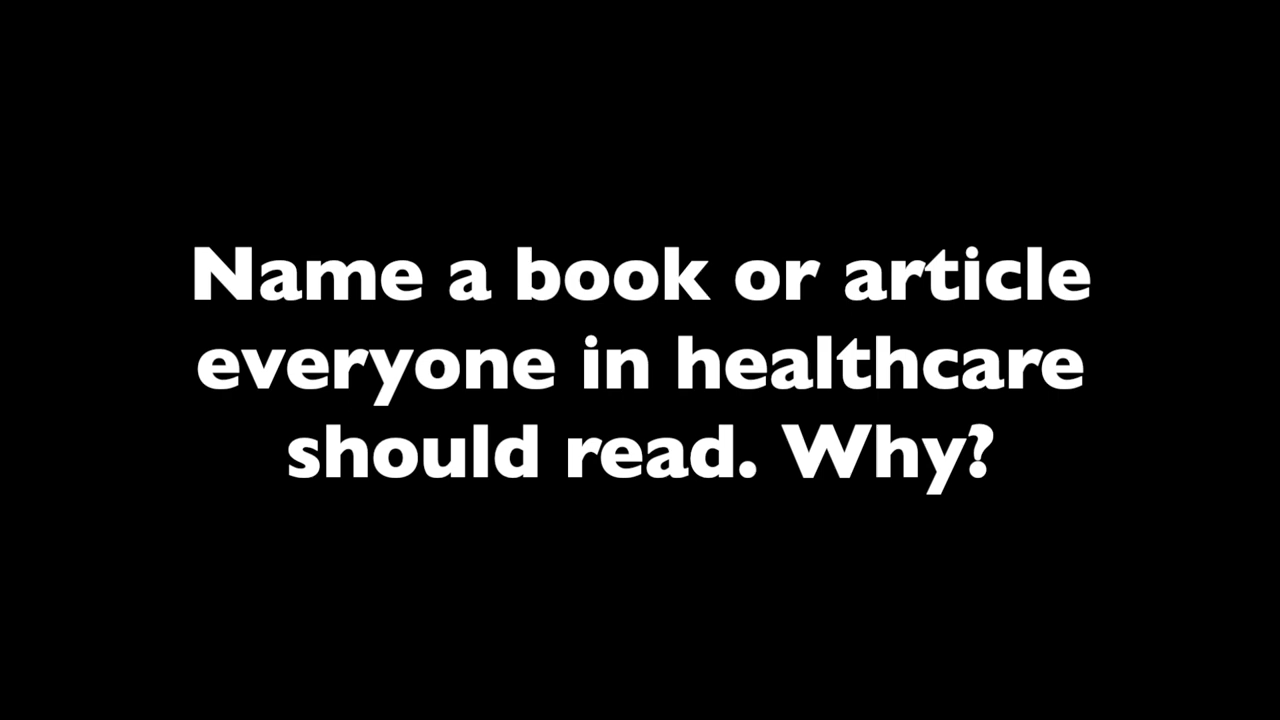 Name a book or article
everyone in healthcare
should read. Why?